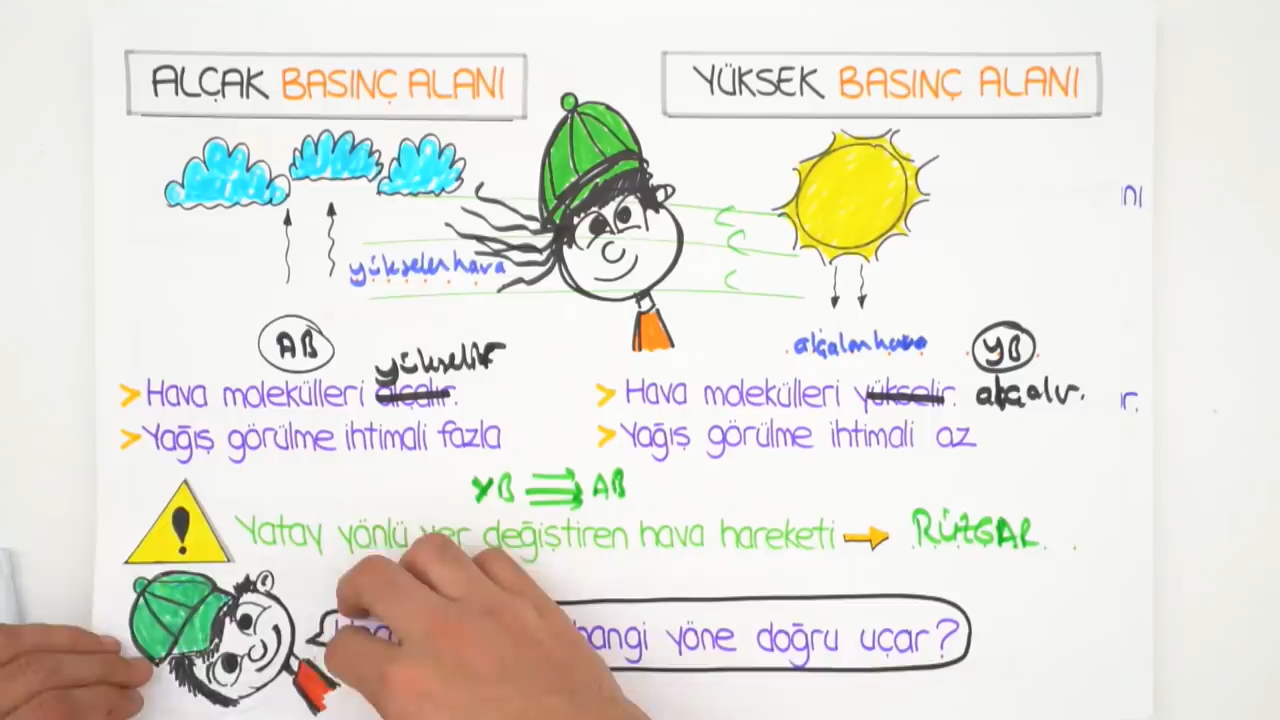 ALÇAK BASINÇ ALANI
YÜKSEK BASINÇ ALANI
yükselen hava
alçalan hava
AB
YB
yükselir
> Hava molekülleri alçalır.
> Yağış görülme ihtimali fazla
> Hava molekülleri yükselir. alçalır.
> Yağış görülme ihtimali az
YB AB
Yatay yönlü yer değiştiren hava hareketi → RÜZGAR
hangi yöne doğru uçar?